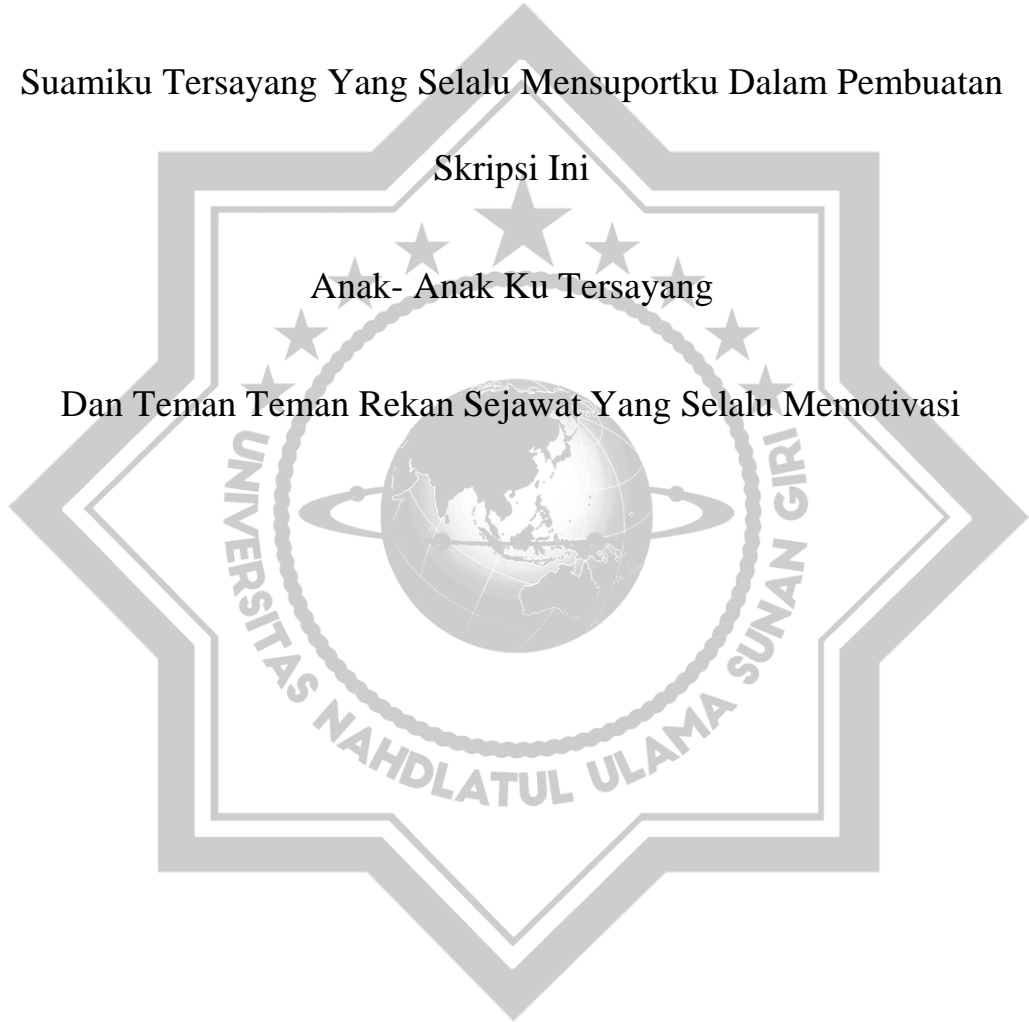 Suamiku Tersayang Yang Selalu Mensuportku Dalam Pembuatan
Skripsi Ini
Anak- Anak Ku Tersayang
Dan Teman Teman Rekan Sejawat Yang Selalu Memotivasi
UNIVERSITAS NAHDLATUL ULAMA SUNAN GIRI